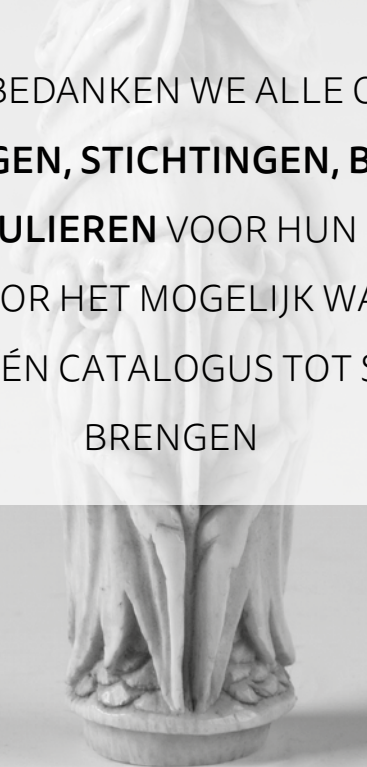 BEDANKEN WE ALLE
GEN, STICHTINGEN, B
ULIEREN VOOR HUN
OR HET MOGELIJK WA
ÉN CATALOGUS TOT S
BRENGEN